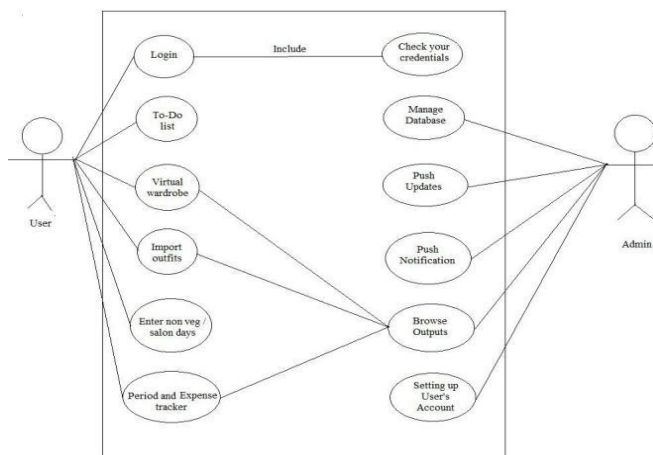 Login
Include
Check your
credentials
To-Do
list
Manage
Database
Virtual
wardrobe
Push
Updates
User
Admin
Import
outfits
Push
Notification
Enter non veg /
salon days
Browse
Outputs
Period and Expense
tracker
Setting up
User's
Account